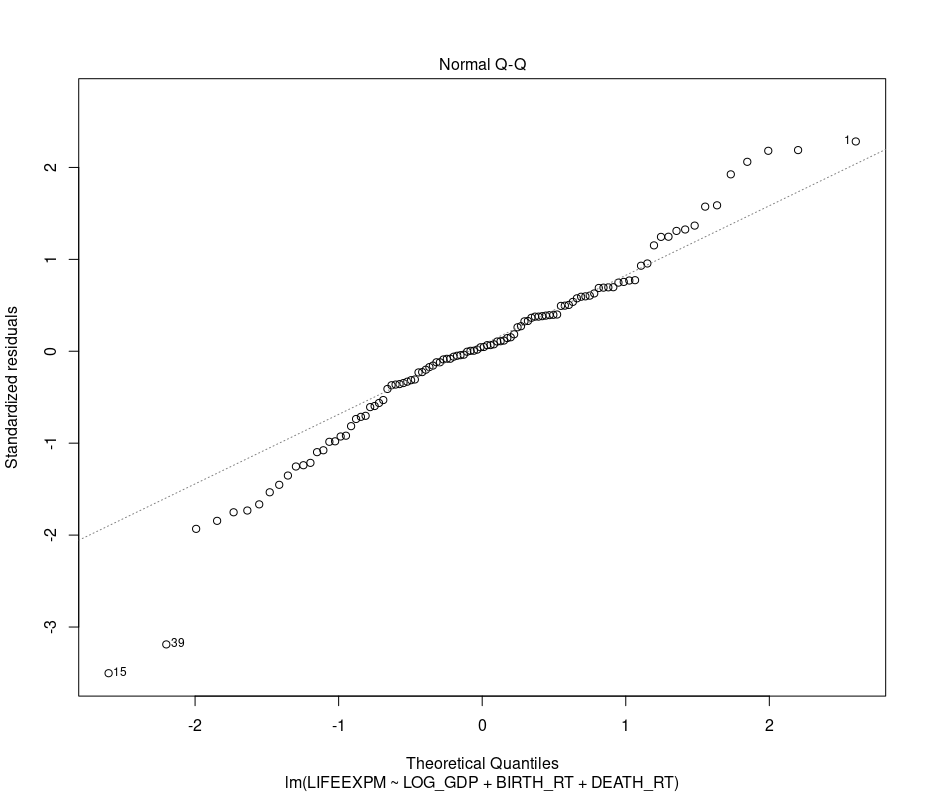 Normal Q-Q
Standardized residuals
2
1
0
-1
-2
-3
1
39
15
-2 -1 0 1 2
Theoretical Quantiles
lm(LIFEEXPM ~ LOG_GDP + BIRTH_RT + DEATH_RT)